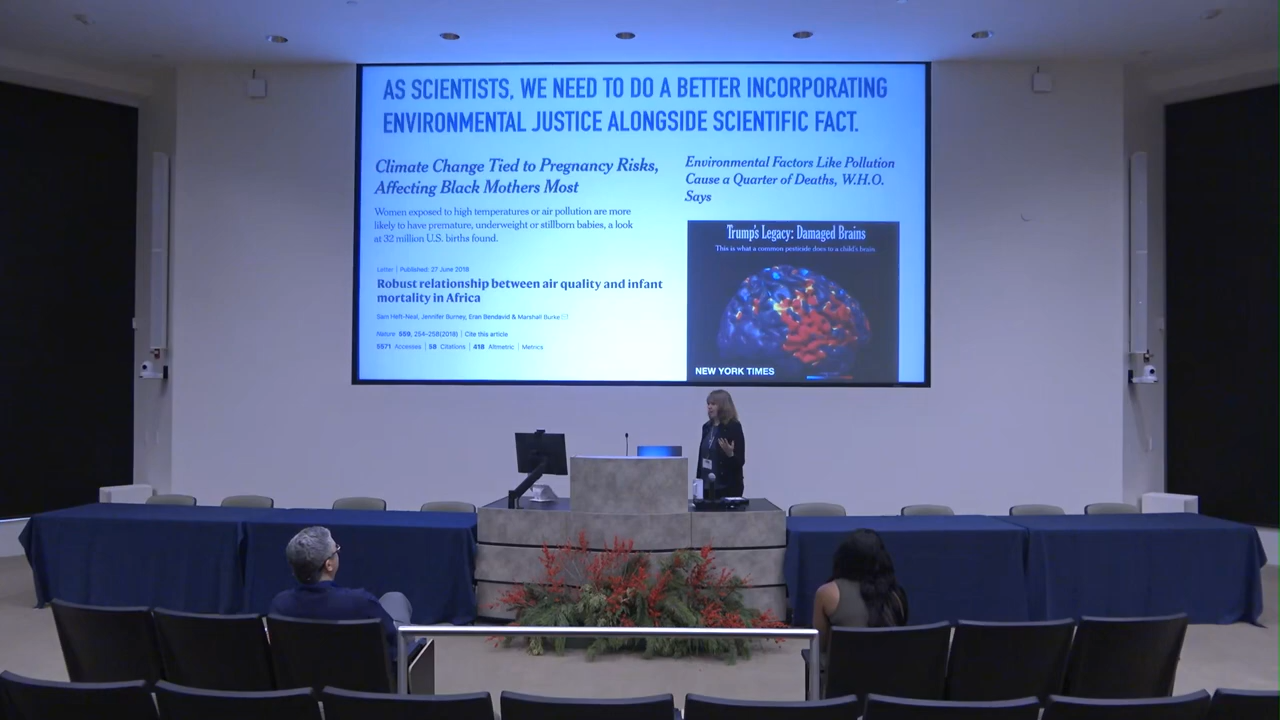 AS SCIENTISTS, WE NEED TO DO A BETTER INCORPORATING
ENVIRONMENTAL JUSTICE ALONGSIDE SCIENTIFIC FACT.
Climate Change Tied to Pregnancy Risks,
Affecting Black Mothers Most
Women exposed to high temperatures or air pollution are more
likely to have premature, underweight or stillborn babies, a look
at 32 million U.S. births found.
Letter | Published: 27 June 2018
Robust relationship between air quality and infant
mortality in Africa
Sam Heft-Neal, Jennifer Burney, Eran Bendavid & Marshall Burke
Nature 559, 254–258(2018) | Cite this article
5571 Accesses | 58 Citations | 418 Altmetric | Metrics
Environmental Factors Like Pollution
Cause a Quarter of Deaths, W.H.O.
Says
Trump's Legacy: Damaged Brains
This is what a common pesticide does to a child's brain.
NEW YORK TIMES